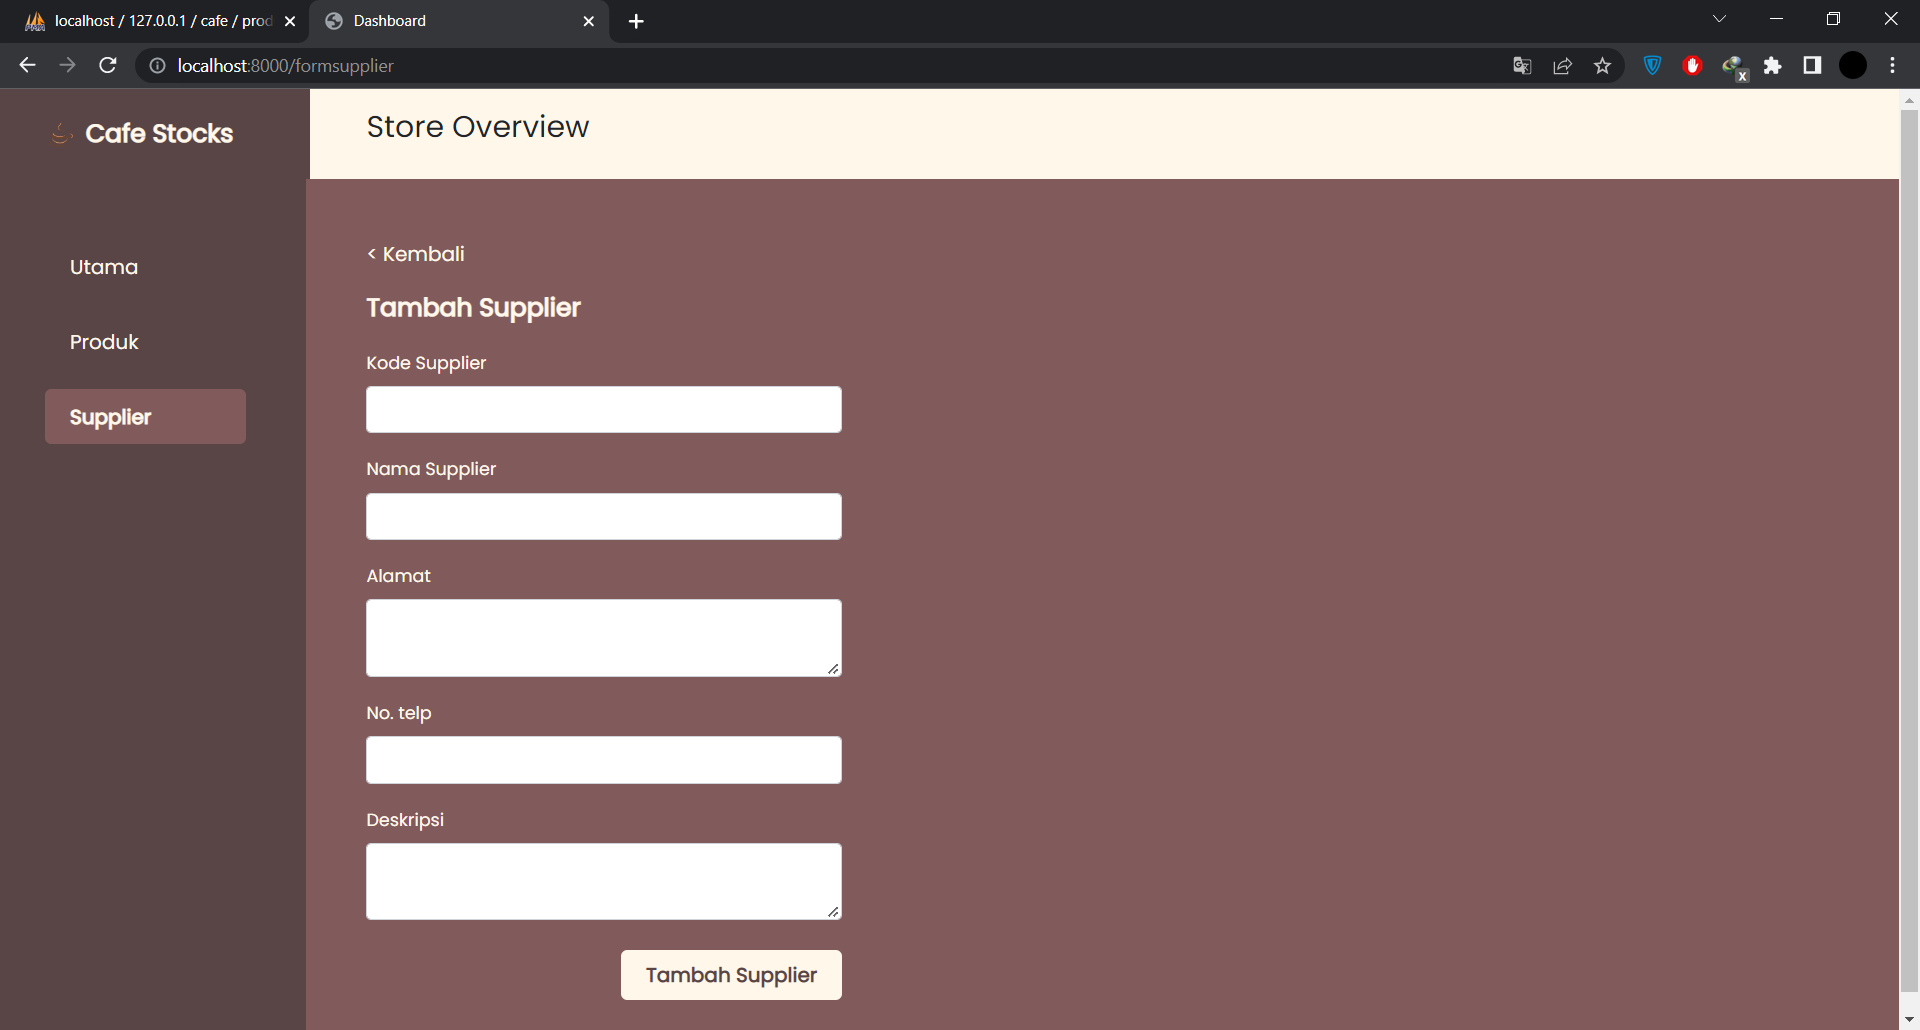 localhost / 127.0.0.1 / cafe / prod
Dashboard
localhost:8000/formsupplier
Cafe Stocks
Store Overview
Utama
Produk
Supplier
< Kembali
Tambah Supplier
Kode Supplier
Nama Supplier
Alamat
No. telp
Deskripsi
Tambah Supplier